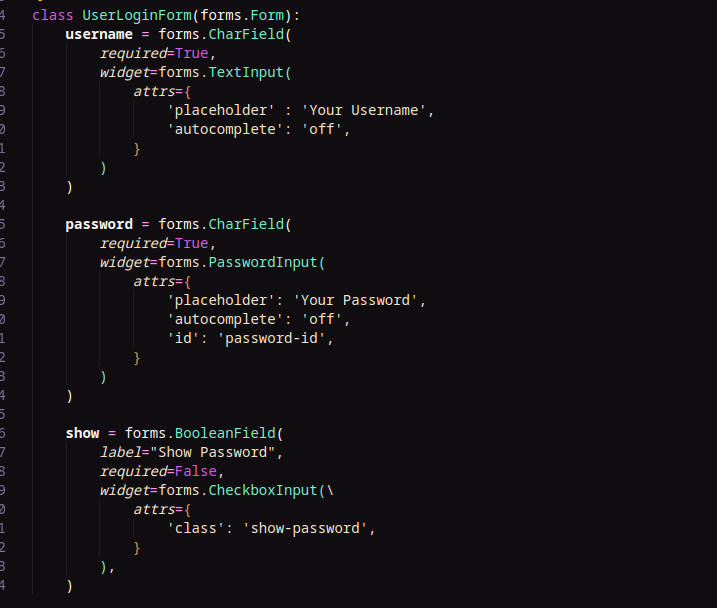 4 class UserLoginForm(forms.Form):
5     username = forms.CharField(
6         required=True,
7         widget=forms.TextInput(
8             attrs={
9                 'placeholder' : 'Your Username',
0                 'autocomplete': 'off',
1             }
2         )
3     )
4
5     password = forms.CharField(
6         required=True,
7         widget=forms.PasswordInput(
8             attrs={
9                 'placeholder': 'Your Password',
0                 'autocomplete': 'off',
1                 'id': 'password-id',
2             }
3         )
4     )
5
6     show = forms.BooleanField(
7         label="Show Password",
8         required=False,
9         widget=forms.CheckboxInput(\
0             attrs={
1                 'class': 'show-password',
2             }
3         ),
4     )